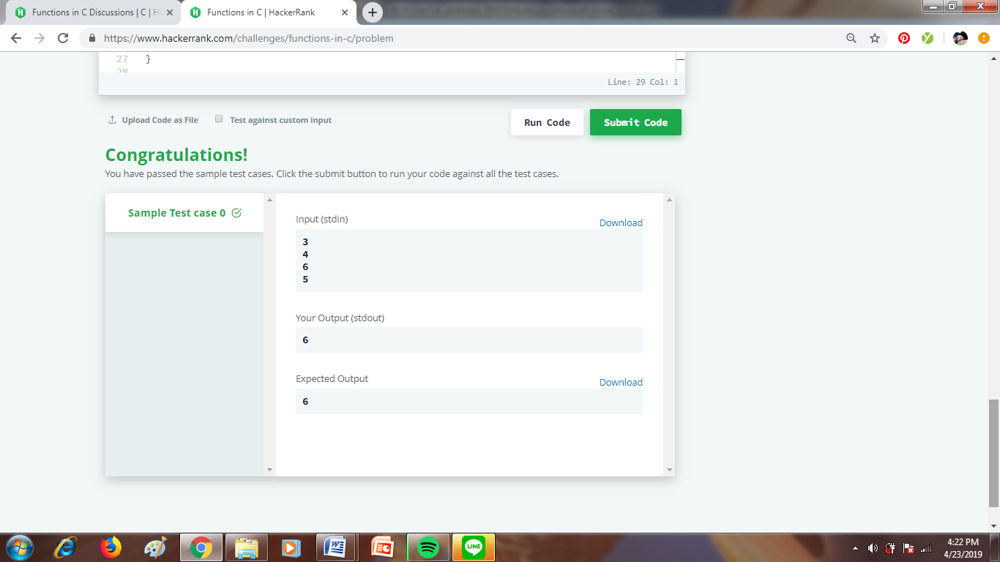 Functions in C Discussions | C | H
Functions in C | HackerRank
https://www.hackerrank.com/challenges/functions-in-c/problem
27 }
28
Line: 29 Col: 1
Upload Code as File
Test against custom input
Run Code
Submit Code
Congratulations!
You have passed the sample test cases. Click the submit button to run your code against all the test cases.
Sample Test case 0
Input (stdin)
Download
3
4
6
5
Your Output (stdout)
6
Expected Output
Download
6
LINE
4:22 PM
4/23/2019